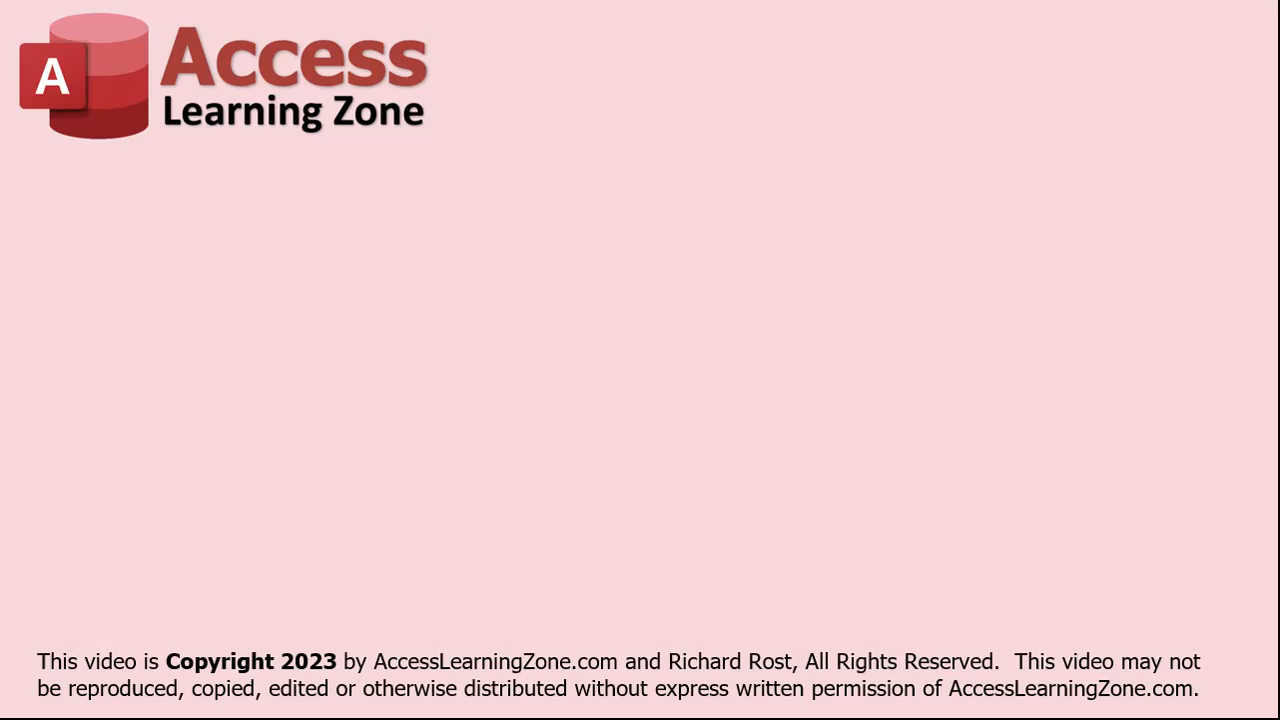 A
Access
Learning Zone
This video is Copyright 2023 by AccessLearningZone.com and Richard Rost, All Rights Reserved.  This video may not
be reproduced, copied, edited or otherwise distributed without express written permission of AccessLearningZone.com.